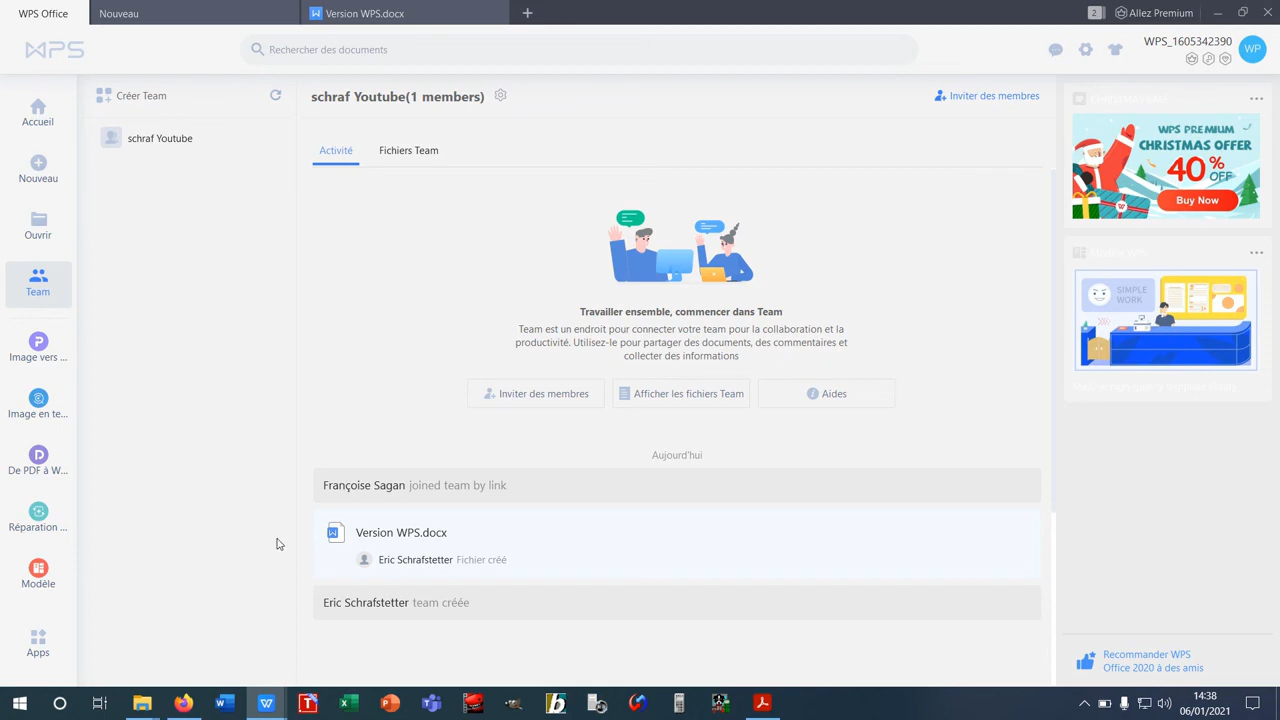 WPS Office
Nouveau
Version WPS.docx
2
Allez Premium
WPS
Rechercher des documents
WPS_1605342390
WP
Accueil
Nouveau
Ouvrir
Team
Image vers ...
Image en te...
De PDF à W...
Réparation ...
Modèle
Apps
Créer Team
schraf Youtube
schraf Youtube(1 members)
Inviter des membres
Activité
Fichiers Team
Travailler ensemble, commencer dans Team
Team est un endroit pour connecter votre team pour la collaboration et la
productivité. Utilisez-le pour partager des documents, des commentaires et
collecter des informations
Inviter des membres
Afficher les fichiers Team
Aides
Aujourd'hui
Françoise Sagan joined team by link
Version WPS.docx
Eric Schrafstetter Fichier créé
Eric Schrafstetter team créée
WPS PREMIUM
CHRISTMAS OFFER
40%
OFF
Buy Now
SIMPLE
WORK
Recommander WPS
Office 2020 à des amis
14:38
06/01/2021